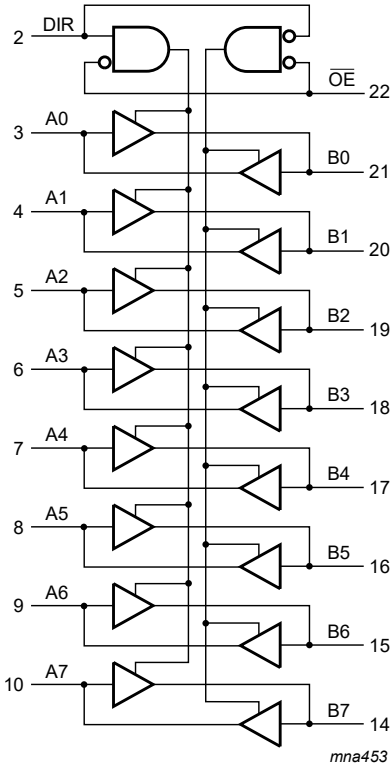 2 DIR
O̅E̅ 22
3 A0
B0 21
4 A1
B1 20
5 A2
B2 19
6 A3
B3 18
7 A4
B4 17
8 A5
B5 16
9 A6
B6 15
10 A7
B7 14
mna453